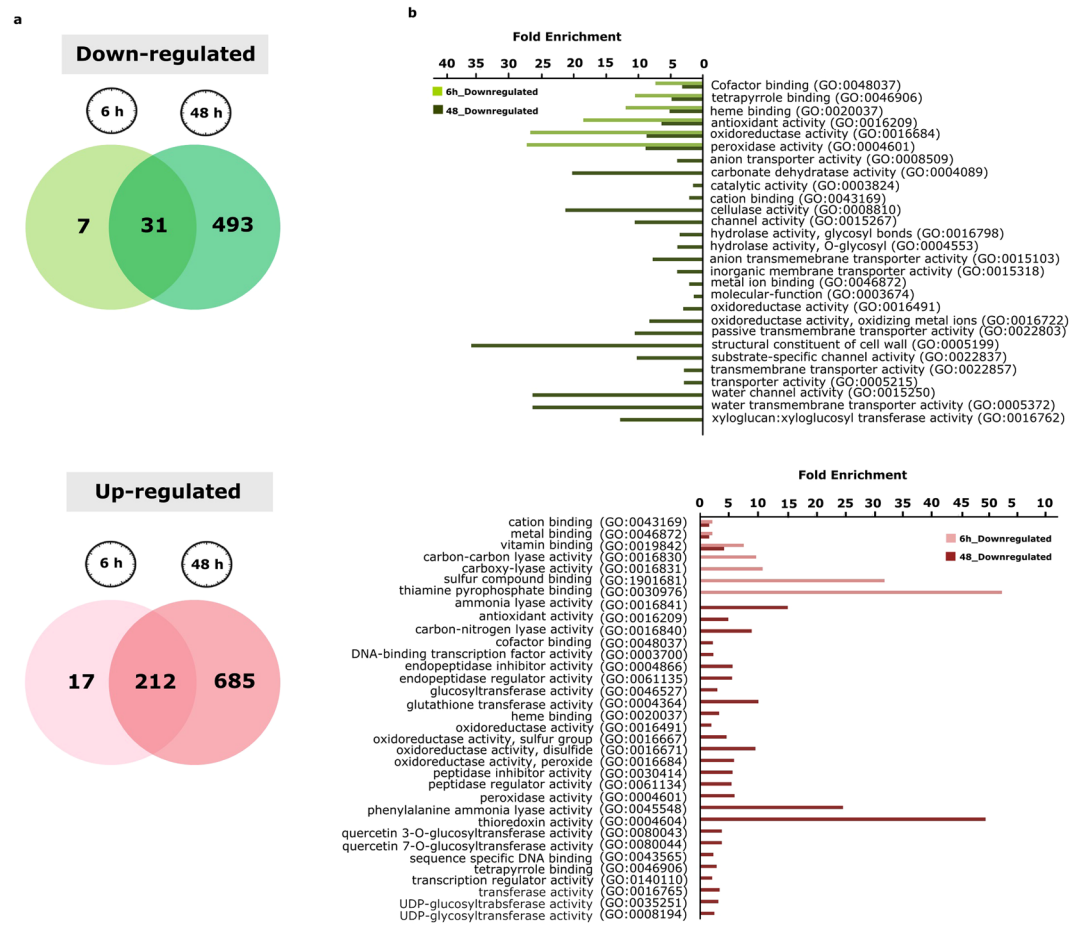 a
Down-regulated
6 h
48 h
7
31
493
b
Fold Enrichment
40 35 30 25 20 15 10 5 0
6h_Downregulated
48_Downregulated
Cofactor binding (GO:0048037)
tetrapyrrole binding (GO:0046906)
heme binding (GO:0020037)
antioxidant activity (GO:0016209)
oxidoreductase activity (GO:0016684)
peroxidase activity (GO:0004601)
anion transporter activity (GO:0008509)
carbonate dehydratase activity (GO:0004089)
catalytic activity (GO:0003824)
cation binding (GO:0043169)
cellulase activity (GO:0008810)
channel activity (GO:0015267)
hydrolase activity, glycosyl bonds (GO:0016798)
hydrolase activity, O-glycosyl (GO:0004553)
anion transmemebrane transporter activity (GO:0015103)
inorganic membrane transporter activity (GO:0015318)
metal ion binding (GO:0046872)
molecular-function (GO:0003674)
oxidoreductase activity (GO:0016491)
oxidoreductase activity, oxidizing metal ions (GO:0016722)
passive transmembrane transporter activity (GO:0022803)
structural constituent of cell wall (GO:0005199)
substrate-specific channel activity (GO:0022837)
transmembrane transporter activity (GO:0022857)
transporter activity (GO:0005215)
water channel activity (GO:0015250)
water transmembrane transporter activity (GO:0005372)
xyloglucan:xyloglucosyl transferase activity (GO:0016762)
Up-regulated
6 h
48 h
17
212
685
Fold Enrichment
0 5 10 15 20 25 30 35 40 45 50 5 10
6h_Downregulated
48_Downregulated
cation binding (GO:0043169)
metal binding (GO:0046872)
vitamin binding (GO:0019842)
carbon-carbon lyase activity (GO:0016830)
carboxy-lyase activity (GO:0016831)
sulfur compound binding (GO:1901681)
thiamine pyrophosphate binding (GO:0030976)
ammonia lyase activity (GO:0016841)
antioxidant activity (GO:0016209)
carbon-nitrogen lyase activity (GO:0016840)
cofactor binding (GO:0048037)
DNA-binding transcription factor activity (GO:0003700)
endopeptidase inhibitor activity (GO:0004866)
endopeptidase regulator activity (GO:0061135)
glucosyltransferase activity (GO:0046527)
glutathione transferase activity (GO:0004364)
heme binding (GO:0020037)
oxidoreductase activity (GO:0016491)
oxidoreductase activity, sulfur group (GO:0016667)
oxidoreductase activity, disulfide (GO:0016671)
oxidoreductase activity, peroxide (GO:0016684)
peptidase inhibitor activity (GO:0030414)
peptidase regulator activity (GO:0061134)
peroxidase activity (GO:0004601)
phenylalanine ammonia lyase activity (GO:0045548)
thioredoxin activity (GO:0004604)
quercetin 3-O-glucosyltransferase activity (GO:0080043)
quercetin 7-O-glucosyltransferase activity (GO:0080044)
sequence specific DNA binding (GO:0043565)
tetrapyrrole binding (GO:0046906)
transcription regulator activity (GO:0140110)
transferase activity (GO:0016765)
UDP-glucosyltrabsferase activity (GO:0035251)
UDP-glycosyltransferase activity (GO:0008194)